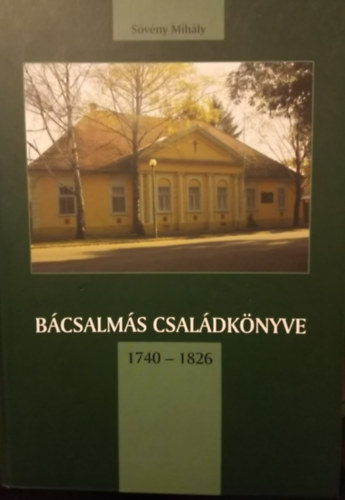 Sövény Mihály
BÁCSALMÁS CSALÁDKÖNYVE
1740 – 1826